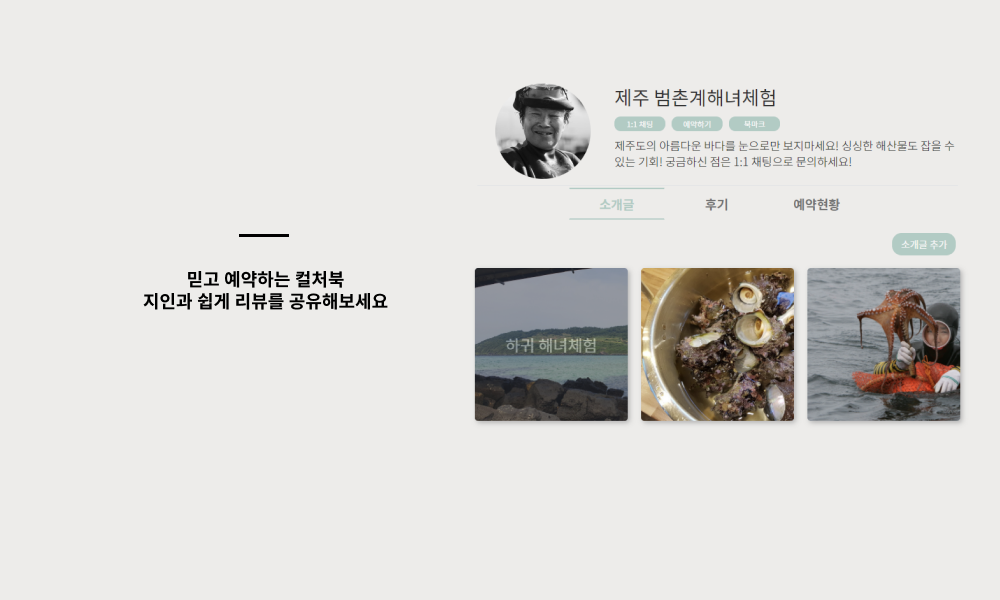 믿고 예약하는 컬처북
지인과 쉽게 리뷰를 공유해보세요
제주 범촌계해녀체험
1:1 채팅
예약하기
북마크
제주도의 아름다운 바다를 눈으로만 보지마세요! 싱싱한 해산물도 잡을 수
있는 기회! 궁금하신 점은 1:1 채팅으로 문의하세요!
소개글
후기
예약현황
소개글 추가
하귀 해녀체험